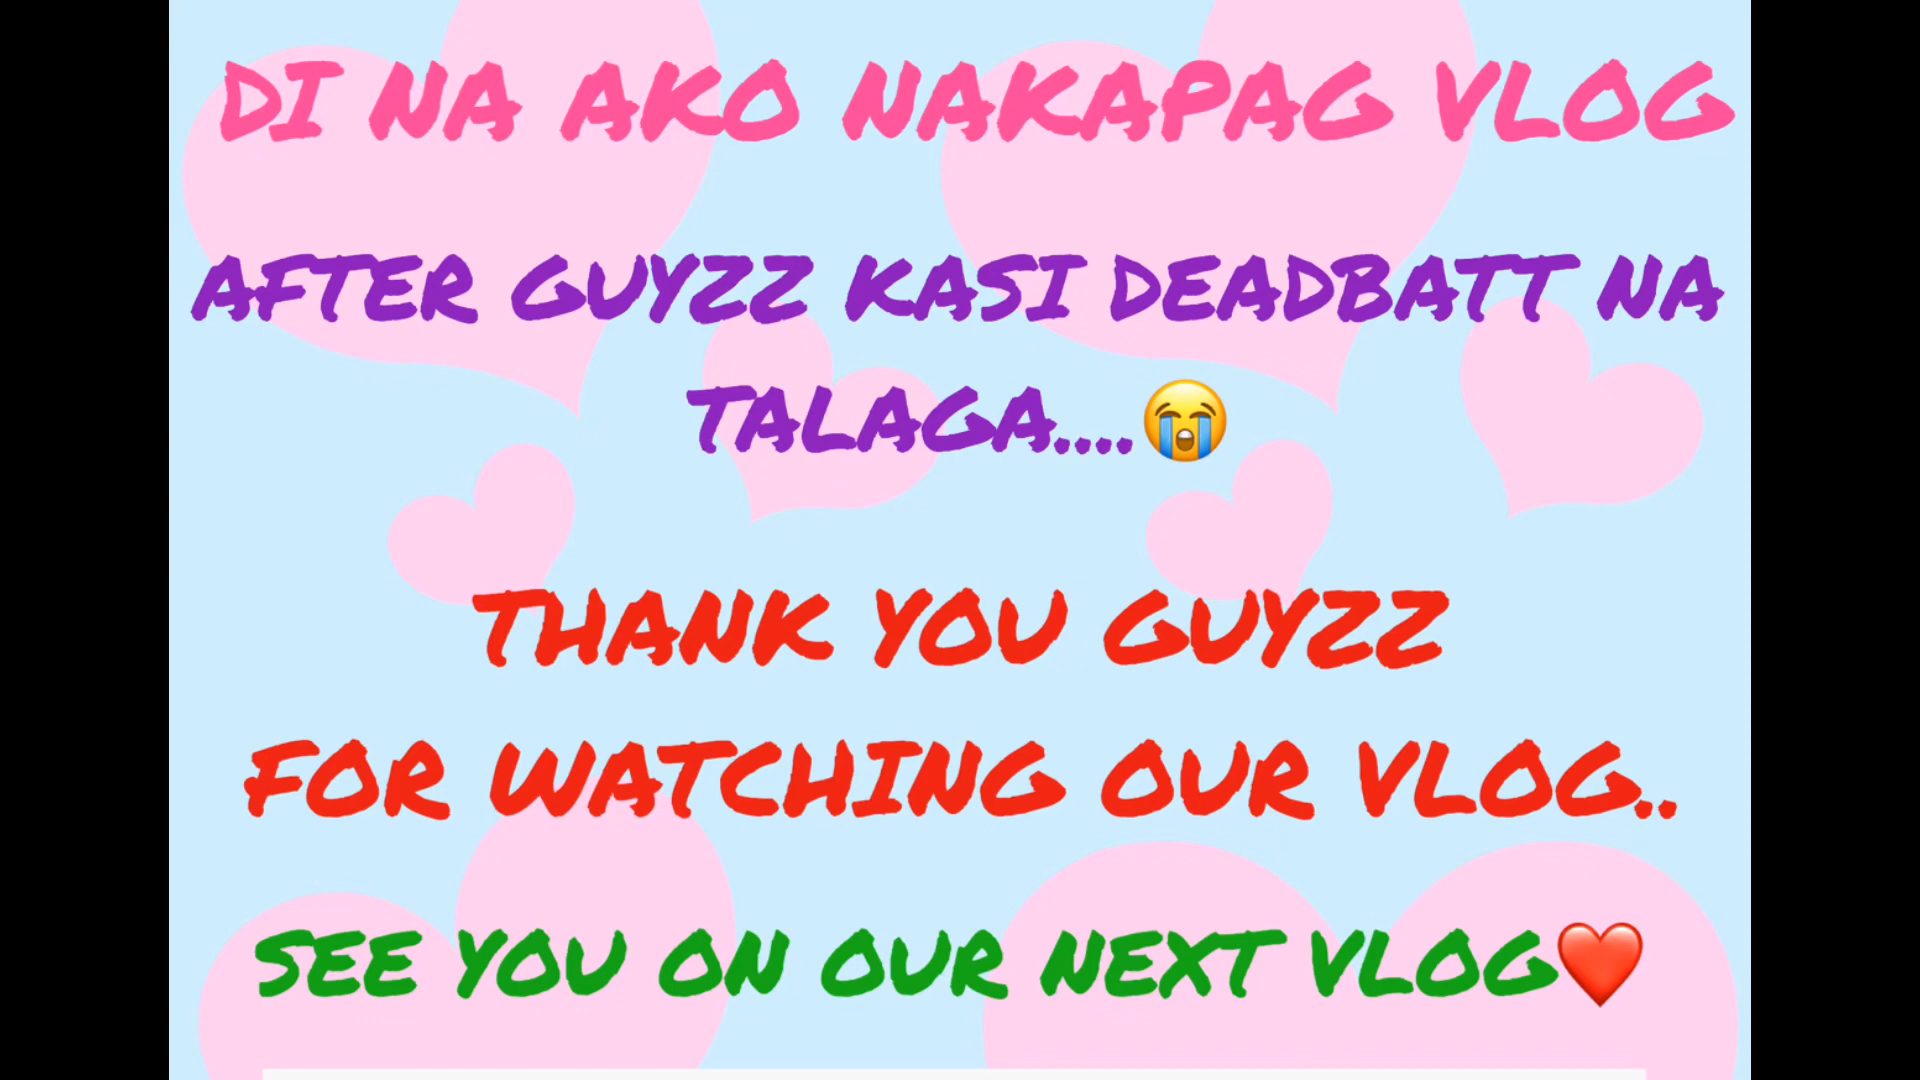 DI NA AKO NAKAPAG VLOG
AFTER GUYZZ KASI DEADBATT NA
TALAGA....😭
THANK YOU GUYZZ
FOR WATCHING OUR VLOG..
SEE YOU ON OUR NEXT VLOG❤️